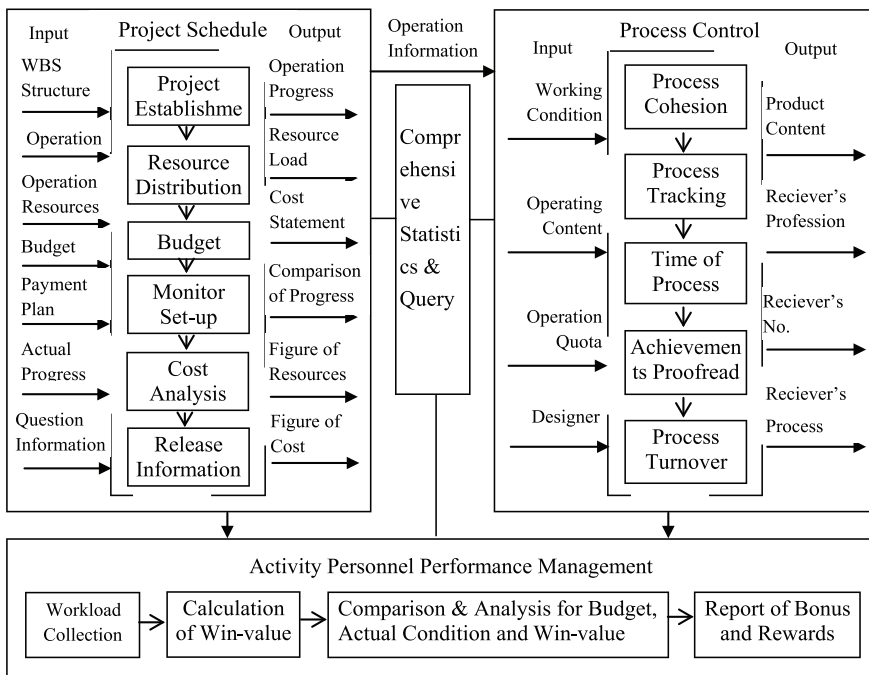 Project Schedule
Input
WBS
Structure
Operation
Operation
Resources
Budget
Payment
Plan
Actual
Progress
Question
Information
Project
Establishme
Resource
Distribution
Budget
Monitor
Set-up
Cost
Analysis
Release
Information
Output
Operation
Progress
Resource
Load
Cost
Statement
Comparison
of Progress
Figure of
Resources
Figure of
Cost
Operation
Information
Compr
ehens
ive
Statisti
cs &
Query
Process Control
Input
Working
Condition
Operating
Content
Operation
Quota
Designer
Process
Cohesion
Process
Tracking
Time of
Process
Achievemen
ts Proofread
Process
Turnover
Output
Product
Content
Reciever's
Profession
Reciever's
No.
Reciever's
Process
Activity Personnel Performance Management
Workload
Collection
Calculation
of Win-value
Comparison & Analysis for Budget,
Actual Condition and Win-value
Report of Bonus
and Rewards